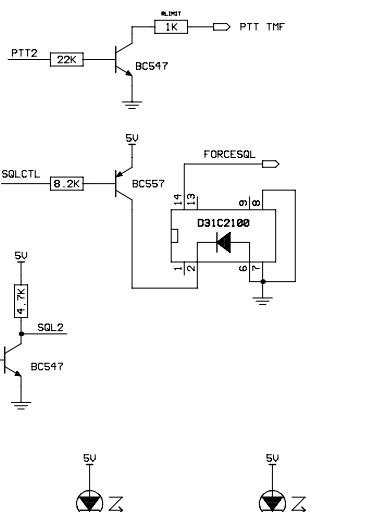 RLIMIT
1K
PTT TMF
PTT2
22K
BC547
5V
FORCESQL
SQLCTL
8.2K
BC557
14
13
9
8
D31C2100
1
2
6
7
5V
4.7K
SQL2
BC547
5V
5V